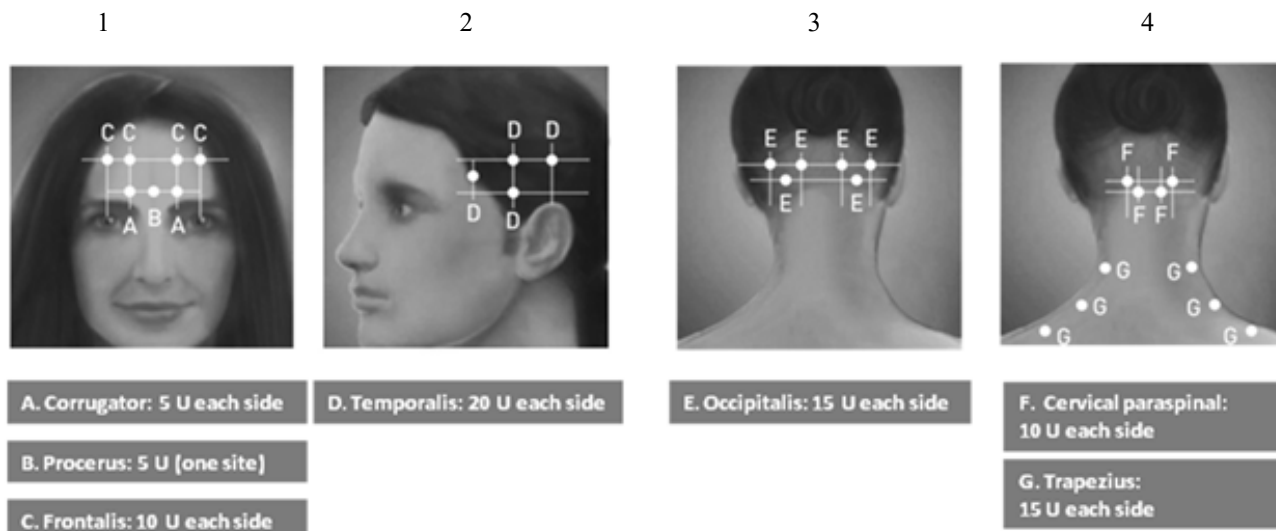 1 2 3 4
C C C C
A B A
D D
D D
E E E E
E E
F F
F F
G G
G G
G G
A. Corrugator: 5 U each side
B. Procerus: 5 U (one site)
C. Frontalis: 10 U each side
D. Temporalis: 20 U each side
E. Occipitalis: 15 U each side
F. Cervical paraspinal:
10 U each side
G. Trapezius:
15 U each side